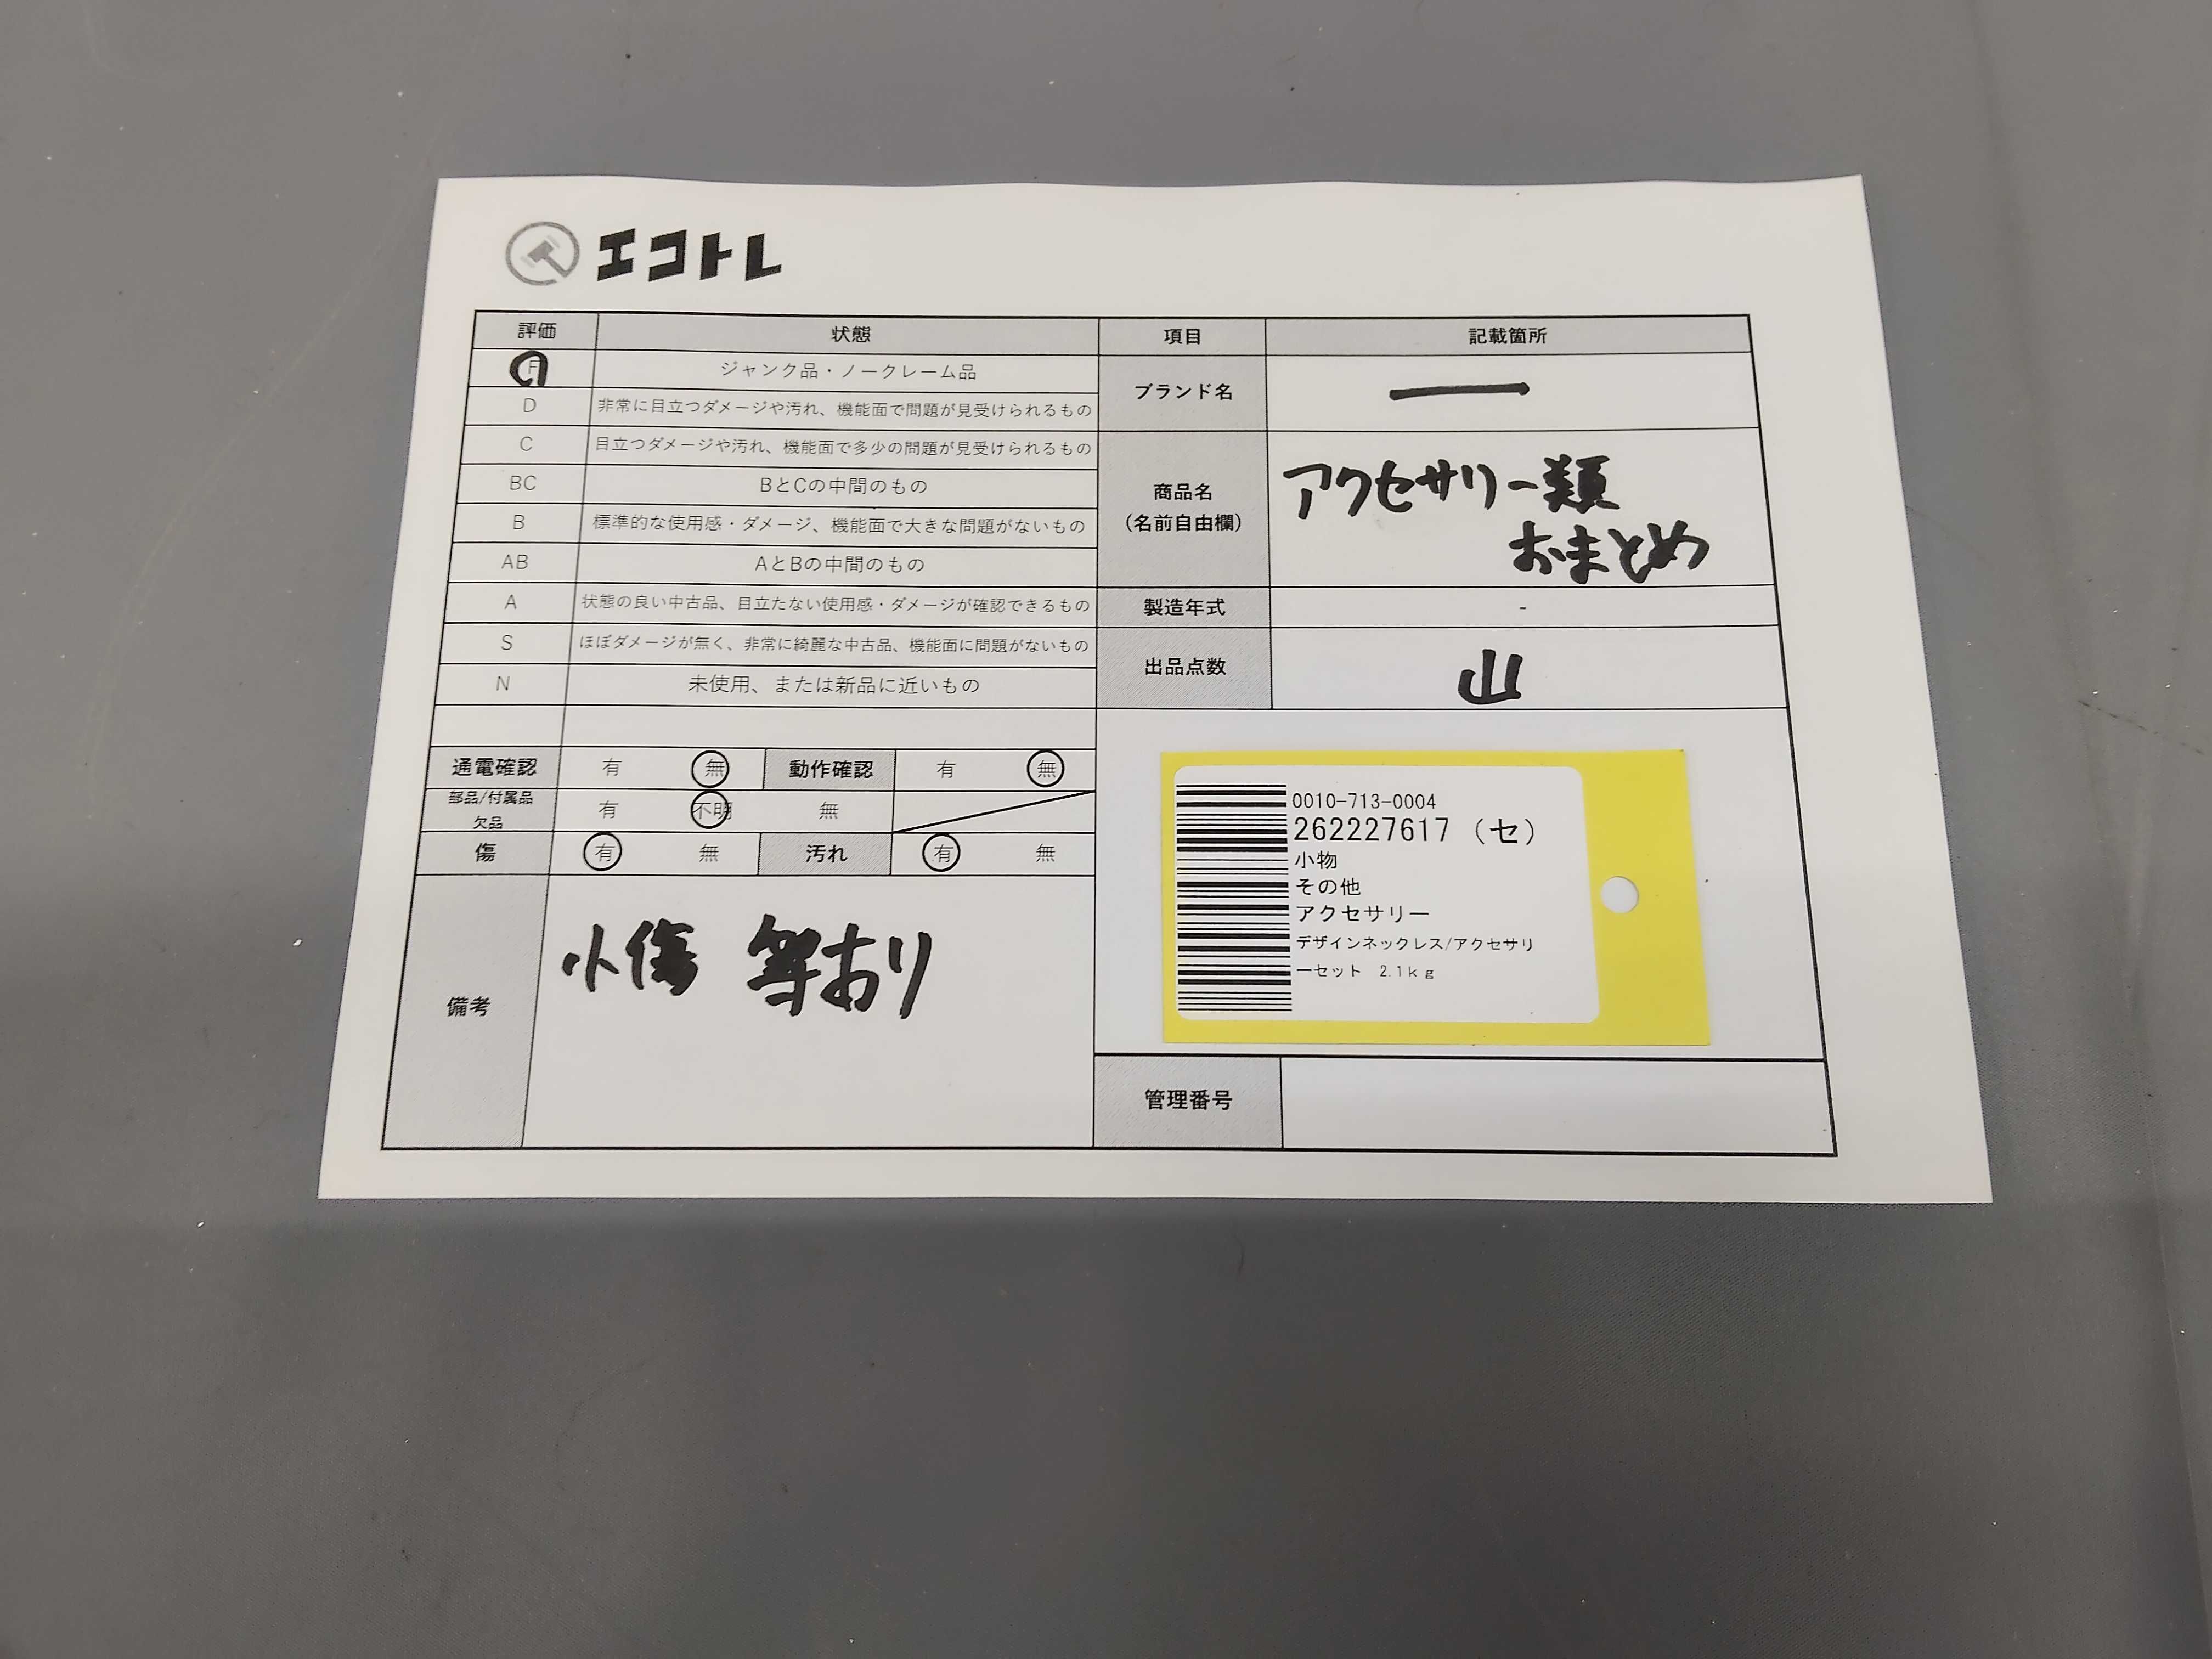 エコトレ
評価 状態 項目 記載箇所
F ジャンク品・ノークレーム品
ブランド名 ー
D 非常に目立つダメージや汚れ、機能面で問題が見受けられるもの
C 目立つダメージや汚れ、機能面で多少の問題が見受けられるもの
BC BとCの中間のもの
B 標準的な使用感・ダメージ、機能面で大きな問題がないもの
AB AとBの中間のもの
商品名
(名前自由欄)
アクセサリー類
おまとめ
A 状態の良い中古品、目立たない使用感・ダメージが確認できるもの
製造年式 -
S ほぼダメージが無く、非常に綺麗な中古品、機能面に問題がないもの
N 未使用、または新品に近いもの
出品点数 山
通電確認 有 無 動作確認 有 無
部品/付属品
欠品
有 不明 無
傷 有 無 汚れ 有 無
備考
小傷 等あり
0010-713-0004
262227617 (セ)
小物
その他
アクセサリー
デザインネックレス/アクセサリ
ーセット 2.1kg
管理番号